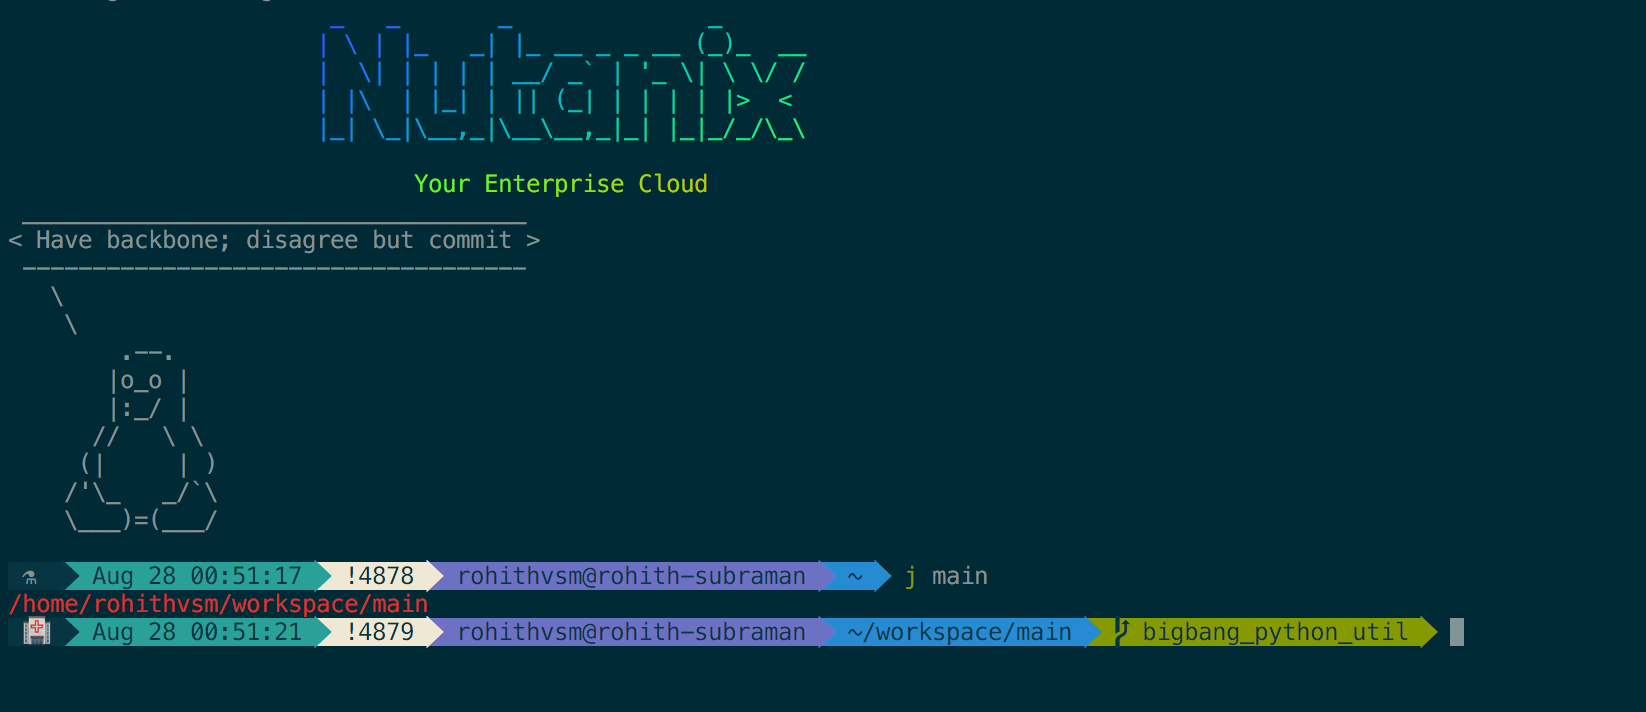 Nutanix
Your Enterprise Cloud
< Have backbone; disagree but commit >
Aug 28 00:51:17 !4878 rohithvsm@rohith-subraman ~ j main
/home/rohithvsm/workspace/main
Aug 28 00:51:21 !4879 rohithvsm@rohith-subraman ~/workspace/main bigbang_python_util